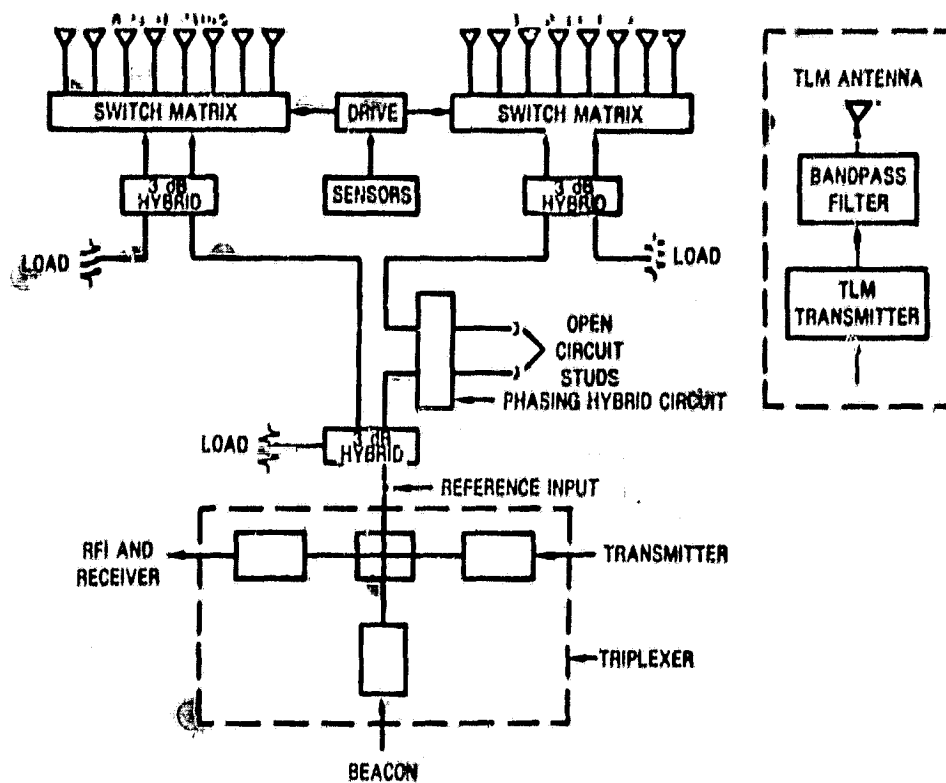 TLM ANTENNA
SWITCH MATRIX
DRIVE
SWITCH MATRIX
BANDPASS
FILTER
3 dB
HYBRID
SENSORS
3 dB
HYBRID
LOAD
LOAD
TLM
TRANSMITTER
OPEN
CIRCUIT
STUDS
PHASING HYBRID CIRCUIT
LOAD
3 dB
HYBRID
REFERENCE INPUT
RFI AND
RECEIVER
TRANSMITTER
TRIPLEXER
BEACON